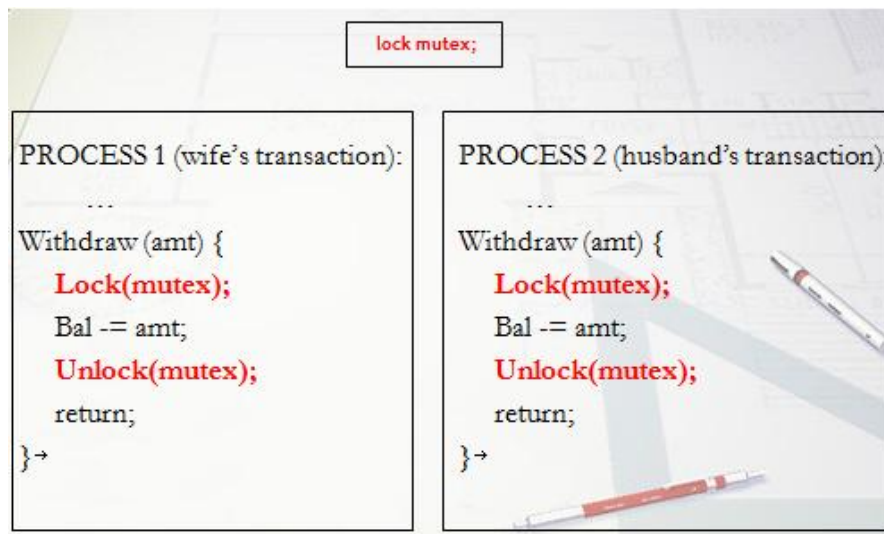 lock mutex;
PROCESS 1 (wife's transaction):
...
Withdraw (amt) {
Lock(mutex);
Bal -= amt;
Unlock(mutex);
return;
}→
PROCESS 2 (husband's transaction):
...
Withdraw (amt) {
Lock(mutex);
Bal -= amt;
Unlock(mutex);
return;
}→